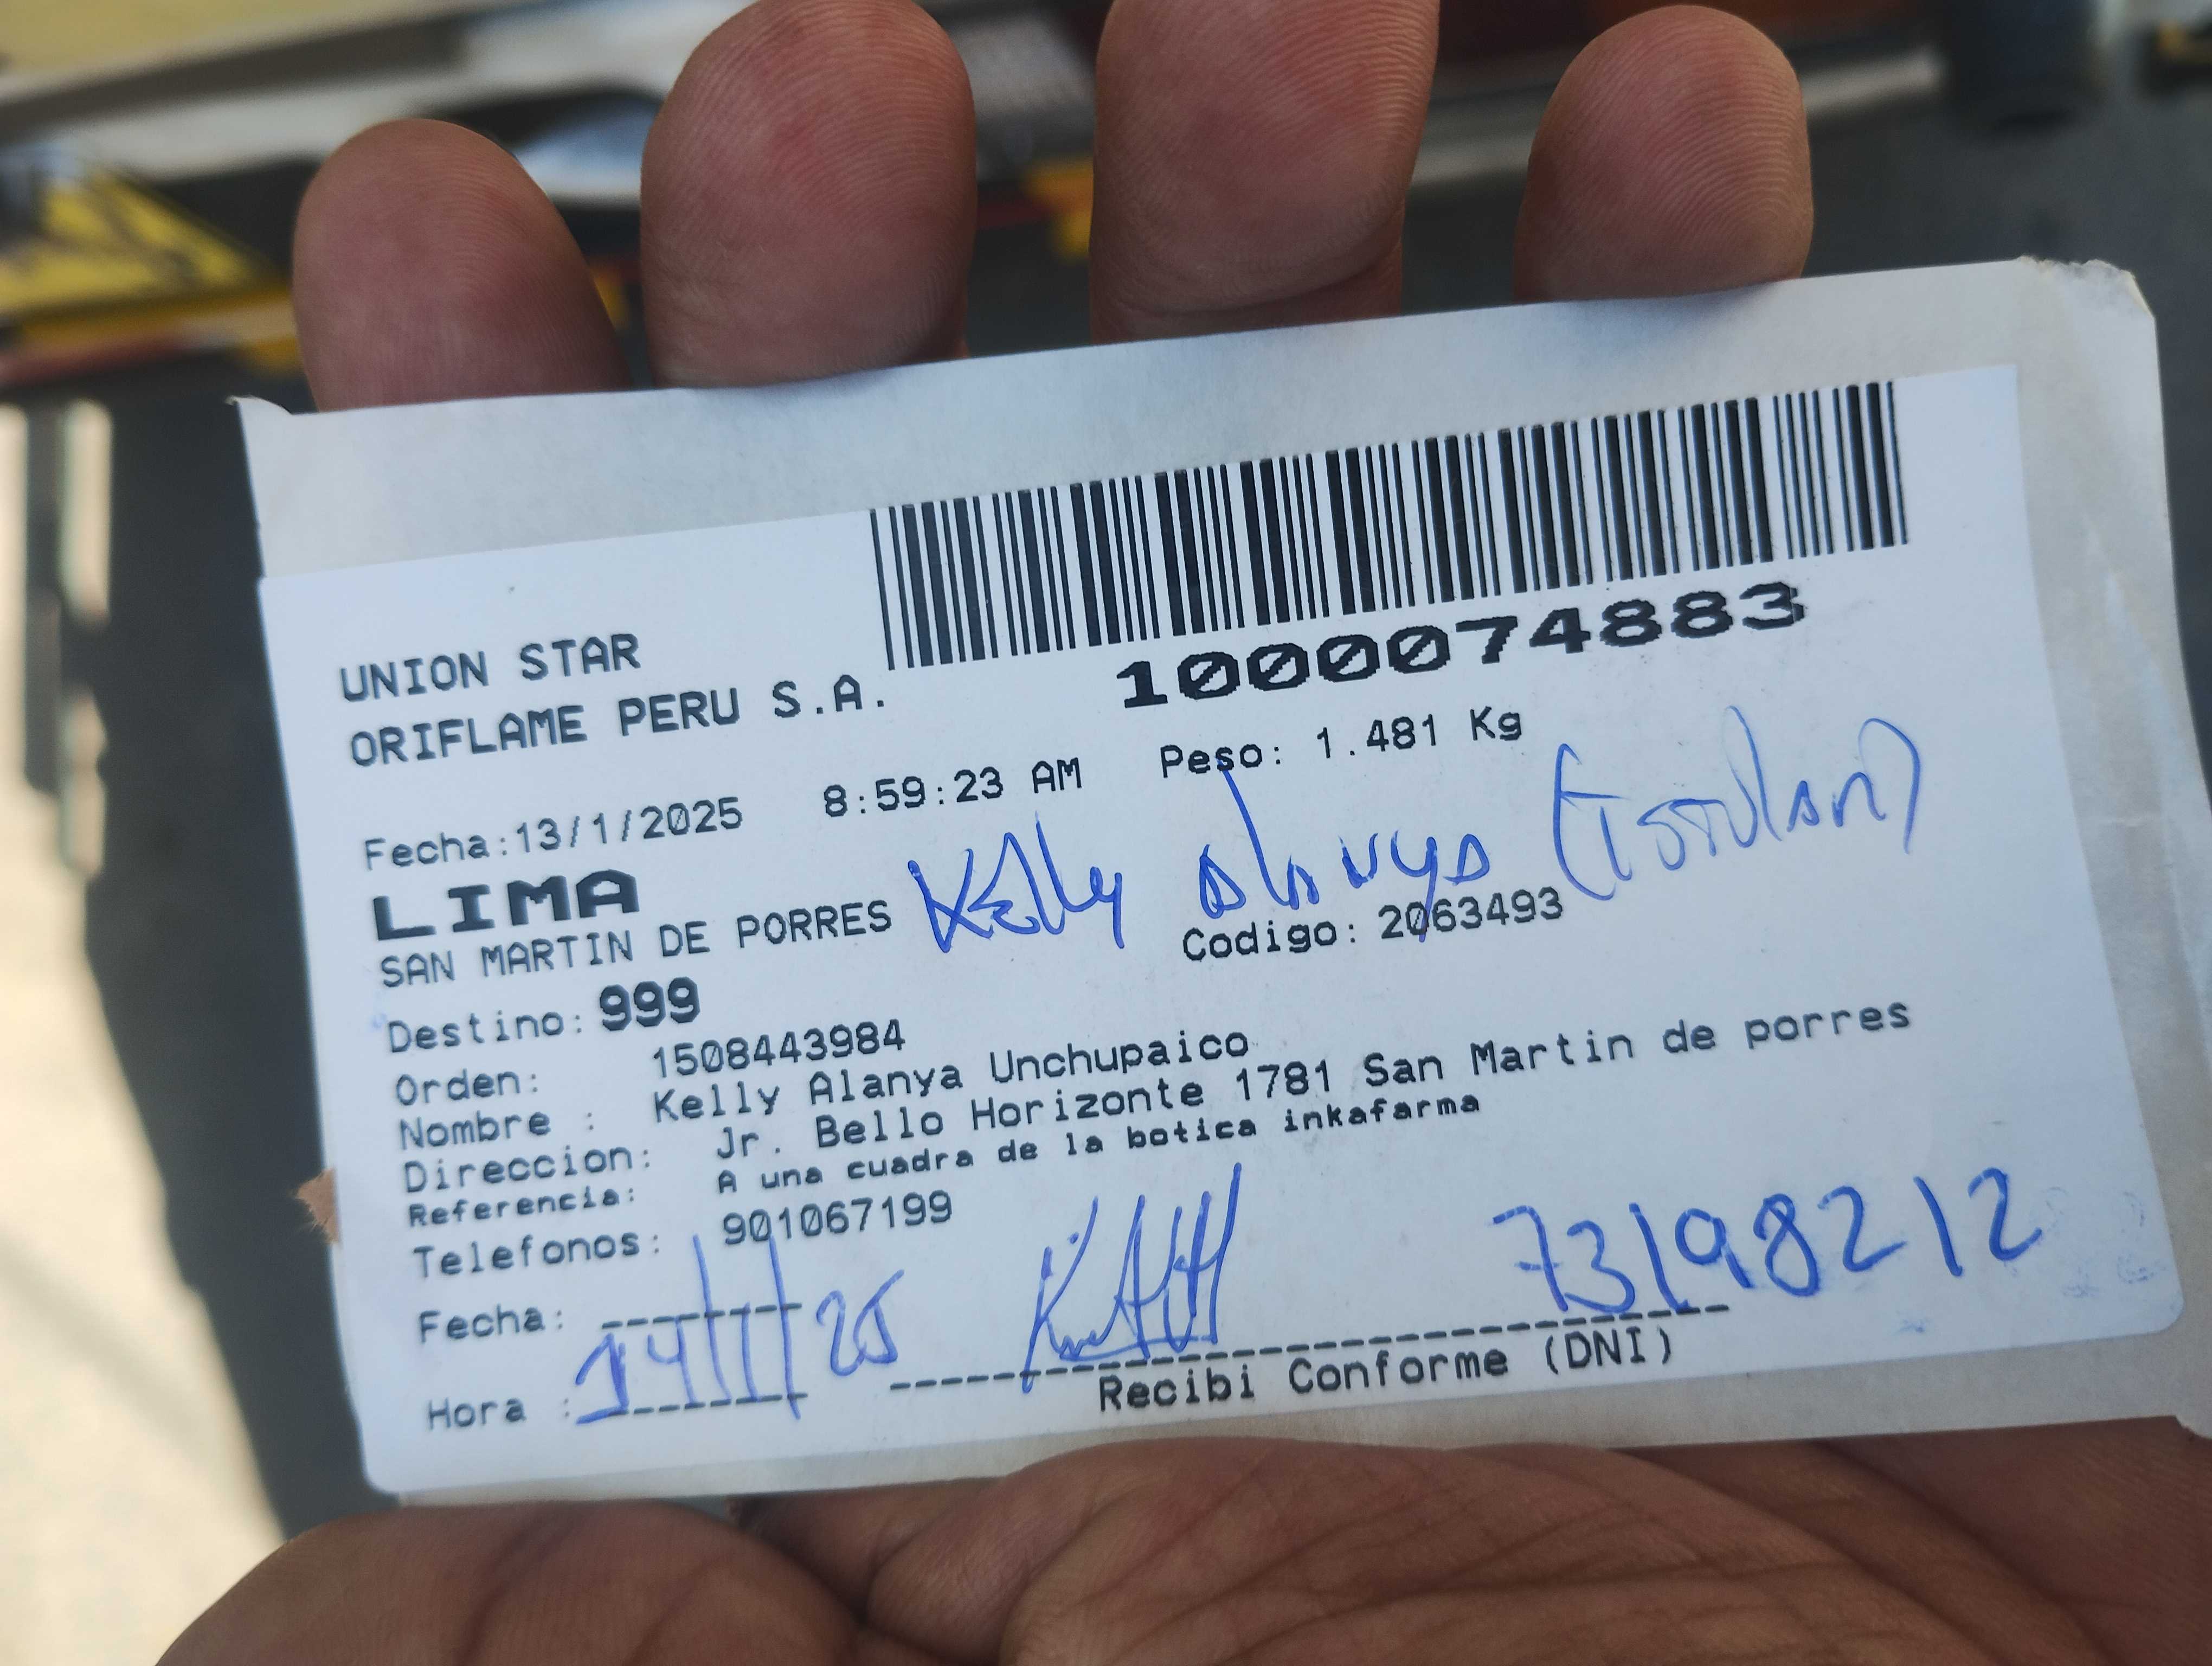 UNION STAR
ORIFLAME PERU S.A.
1000074883
Fecha:13/1/2025 8:59:23 AM Peso: 1.481 Kg
LIMA
SAN MARTIN DE PORRES Kelly Alanya (Titular)
Codigo: 2063493
Destino: 999
Orden: 1508443984
Nombre : Kelly Alanya Unchupaico
Direccion: Jr. Bello Horizonte 1781 San Martin de porres
Referencia: A una cuadra de la botica inkafarma
Telefonos: 901067199
Fecha: 14/1/25 73198212
Hora :
Recibi Conforme (DNI)